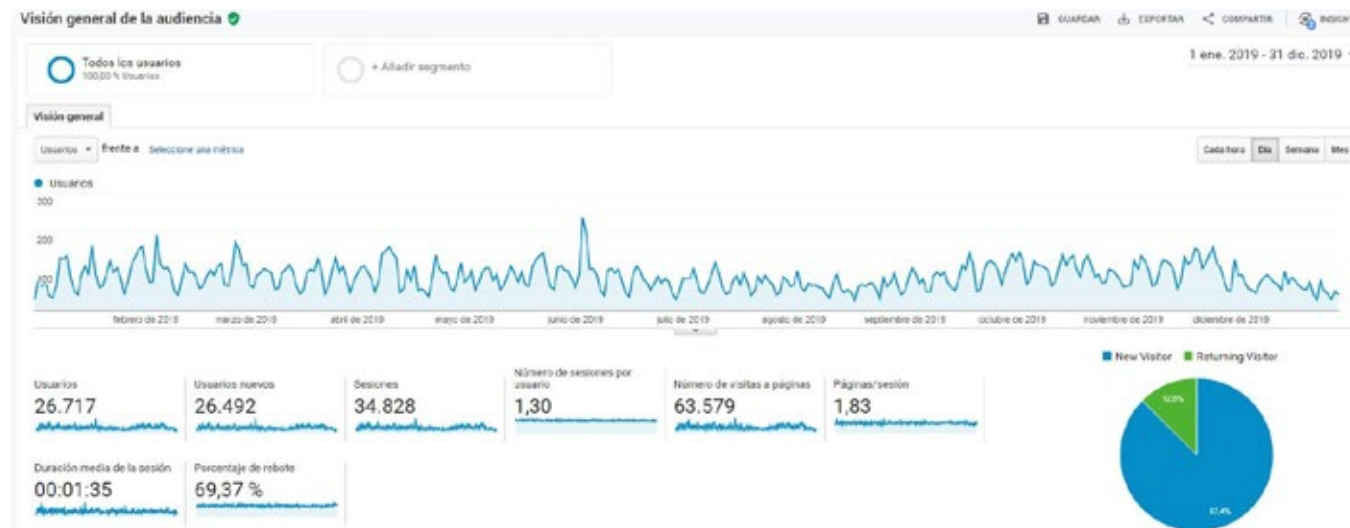 Visión general de la audiencia
GUARDAR EXPORTAR COMPARTIR INSIGHT
Todos los usuarios
100,00 % Usuarios
+ Añadir segmento
1 ene. 2019 - 31 dic. 2019
Visión general
Usuarios frente a Seleccione una métrica
Cada hora Día Semana Mes
Usuarios
300
200
100
febrero de 2019 marzo de 2019 abril de 2019 mayo de 2019 junio de 2019 julio de 2019 agosto de 2019 septiembre de 2019 octubre de 2019 noviembre de 2019 diciembre de 2019
New Visitor Returning Visitor
Usuarios
26.717
Usuarios nuevos
26.492
Sesiones
34.828
Número de sesiones por
usuario
1,30
Número de visitas a páginas
63.579
Páginas/sesión
1,83
Duración media de la sesión
00:01:35
Porcentaje de rebote
69,37 %
12,6%
87,4%